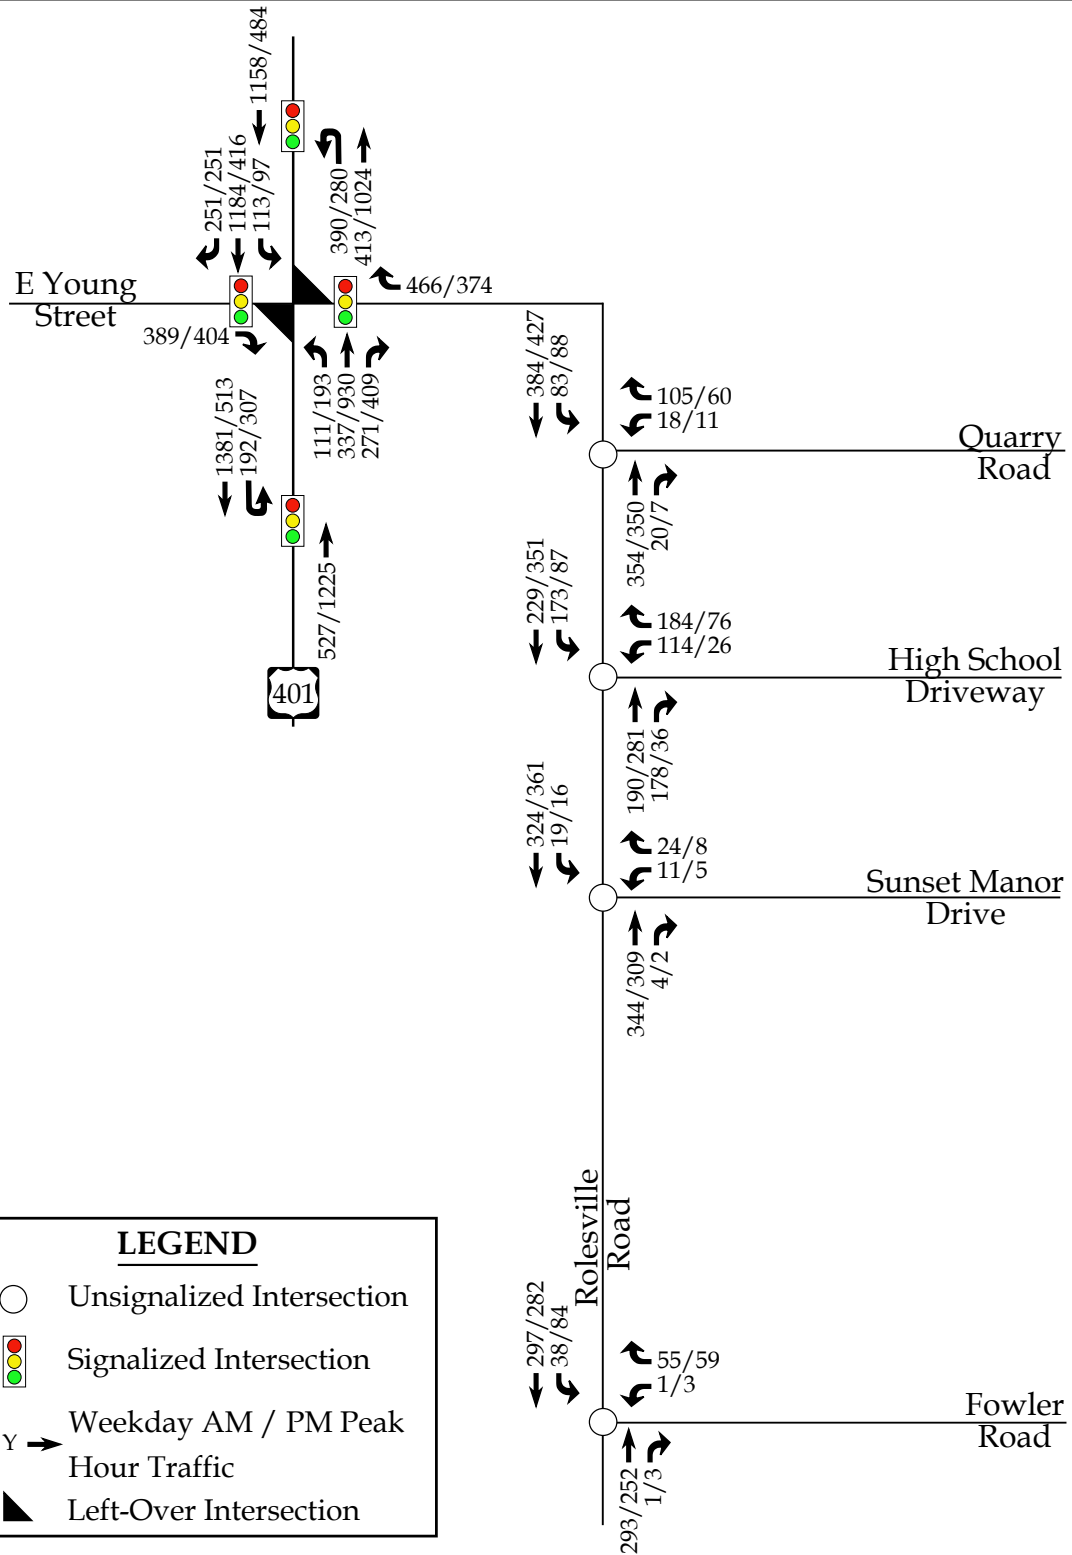 1158/484
251/251
1184/416
113/97
390/280
413/1024
E Young
Street
466/374
389/404
111/193
337/930
271/409
1381/513
192/307
527/1225
401
384/427
83/88
105/60
18/11
Quarry
Road
354/350
20/7
229/351
173/87
184/76
114/26
High School
Driveway
190/281
178/36
324/361
19/16
24/8
11/5
Sunset Manor
Drive
344/309
4/2
Rolesville
Road
297/282
38/84
55/59
1/3
Fowler
Road
293/252
1/3
LEGEND
Unsignalized Intersection
Signalized Intersection
Y
Weekday AM / PM Peak
Hour Traffic
Left-Over Intersection